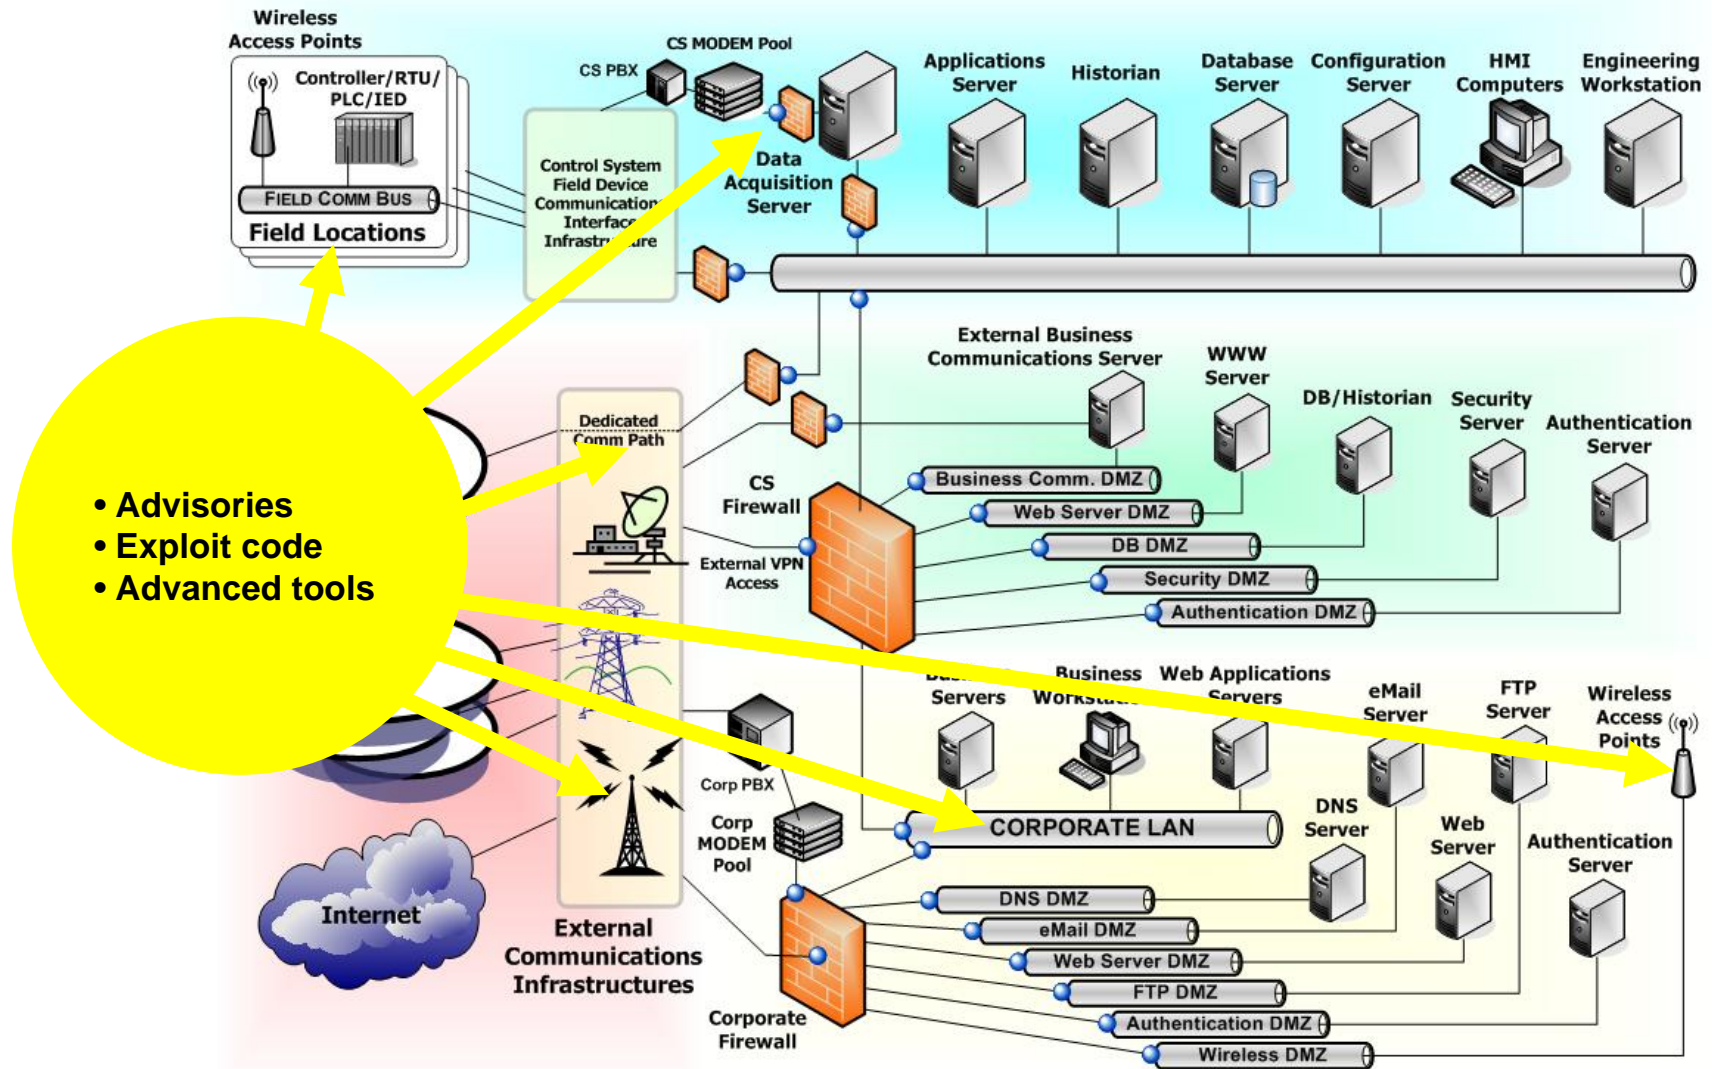 Wireless
Access Points
Controller/RTU/
PLC/IED
FIELD COMM BUS
Field Locations
CS MODEM Pool
CS PBX
Control System
Field Device
Communications
Interface
Infrastructure
Data
Acquisition
Server
Applications
Server
Historian
Database
Server
Configuration
Server
HMI
Computers
Engineering
Workstation
• Advisories
• Exploit code
• Advanced tools
Dedicated
Comm Path
External Business
Communications Server
WWW
Server
DB/Historian
Security
Server
Authentication
Server
CS
Firewall
External VPN
Access
Business Comm. DMZ
Web Server DMZ
DB DMZ
Security DMZ
Authentication DMZ
Servers
Business
Web Applications
Servers
eMail
Server
FTP
Server
Wireless
Access
Points
Corp PBX
Corp
MODEM
Pool
CORPORATE LAN
DNS
Server
Web
Server
Authentication
Server
Internet
External
Communications
Infrastructures
Corporate
Firewall
DNS DMZ
eMail DMZ
Web Server DMZ
FTP DMZ
Authentication DMZ
Wireless DMZ